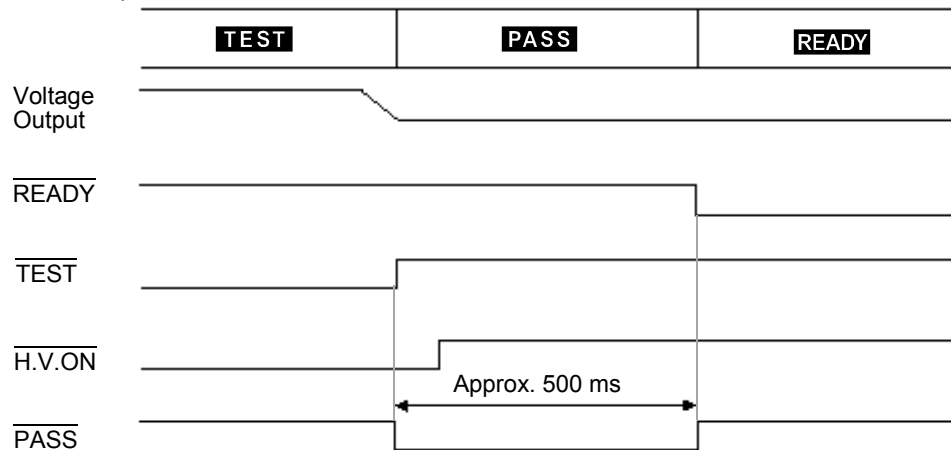 TEST PASS READY
Voltage
Output
READY
TEST
H.V.ON
Approx. 500 ms
PASS